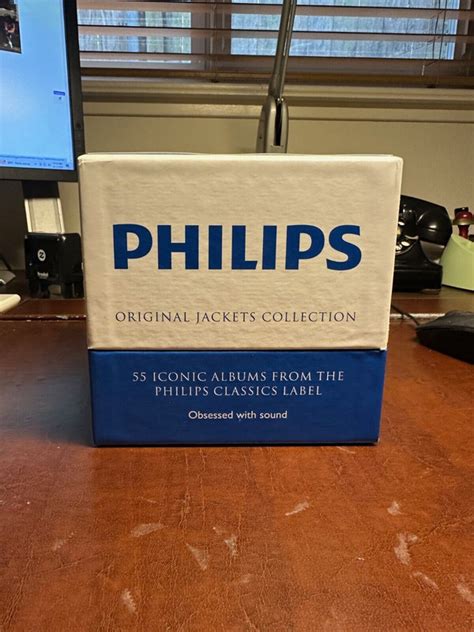 PHILIPS
ORIGINAL JACKETS COLLECTION
55 ICONIC ALBUMS FROM THE
PHILIPS CLASSICS LABEL
Obsessed with sound